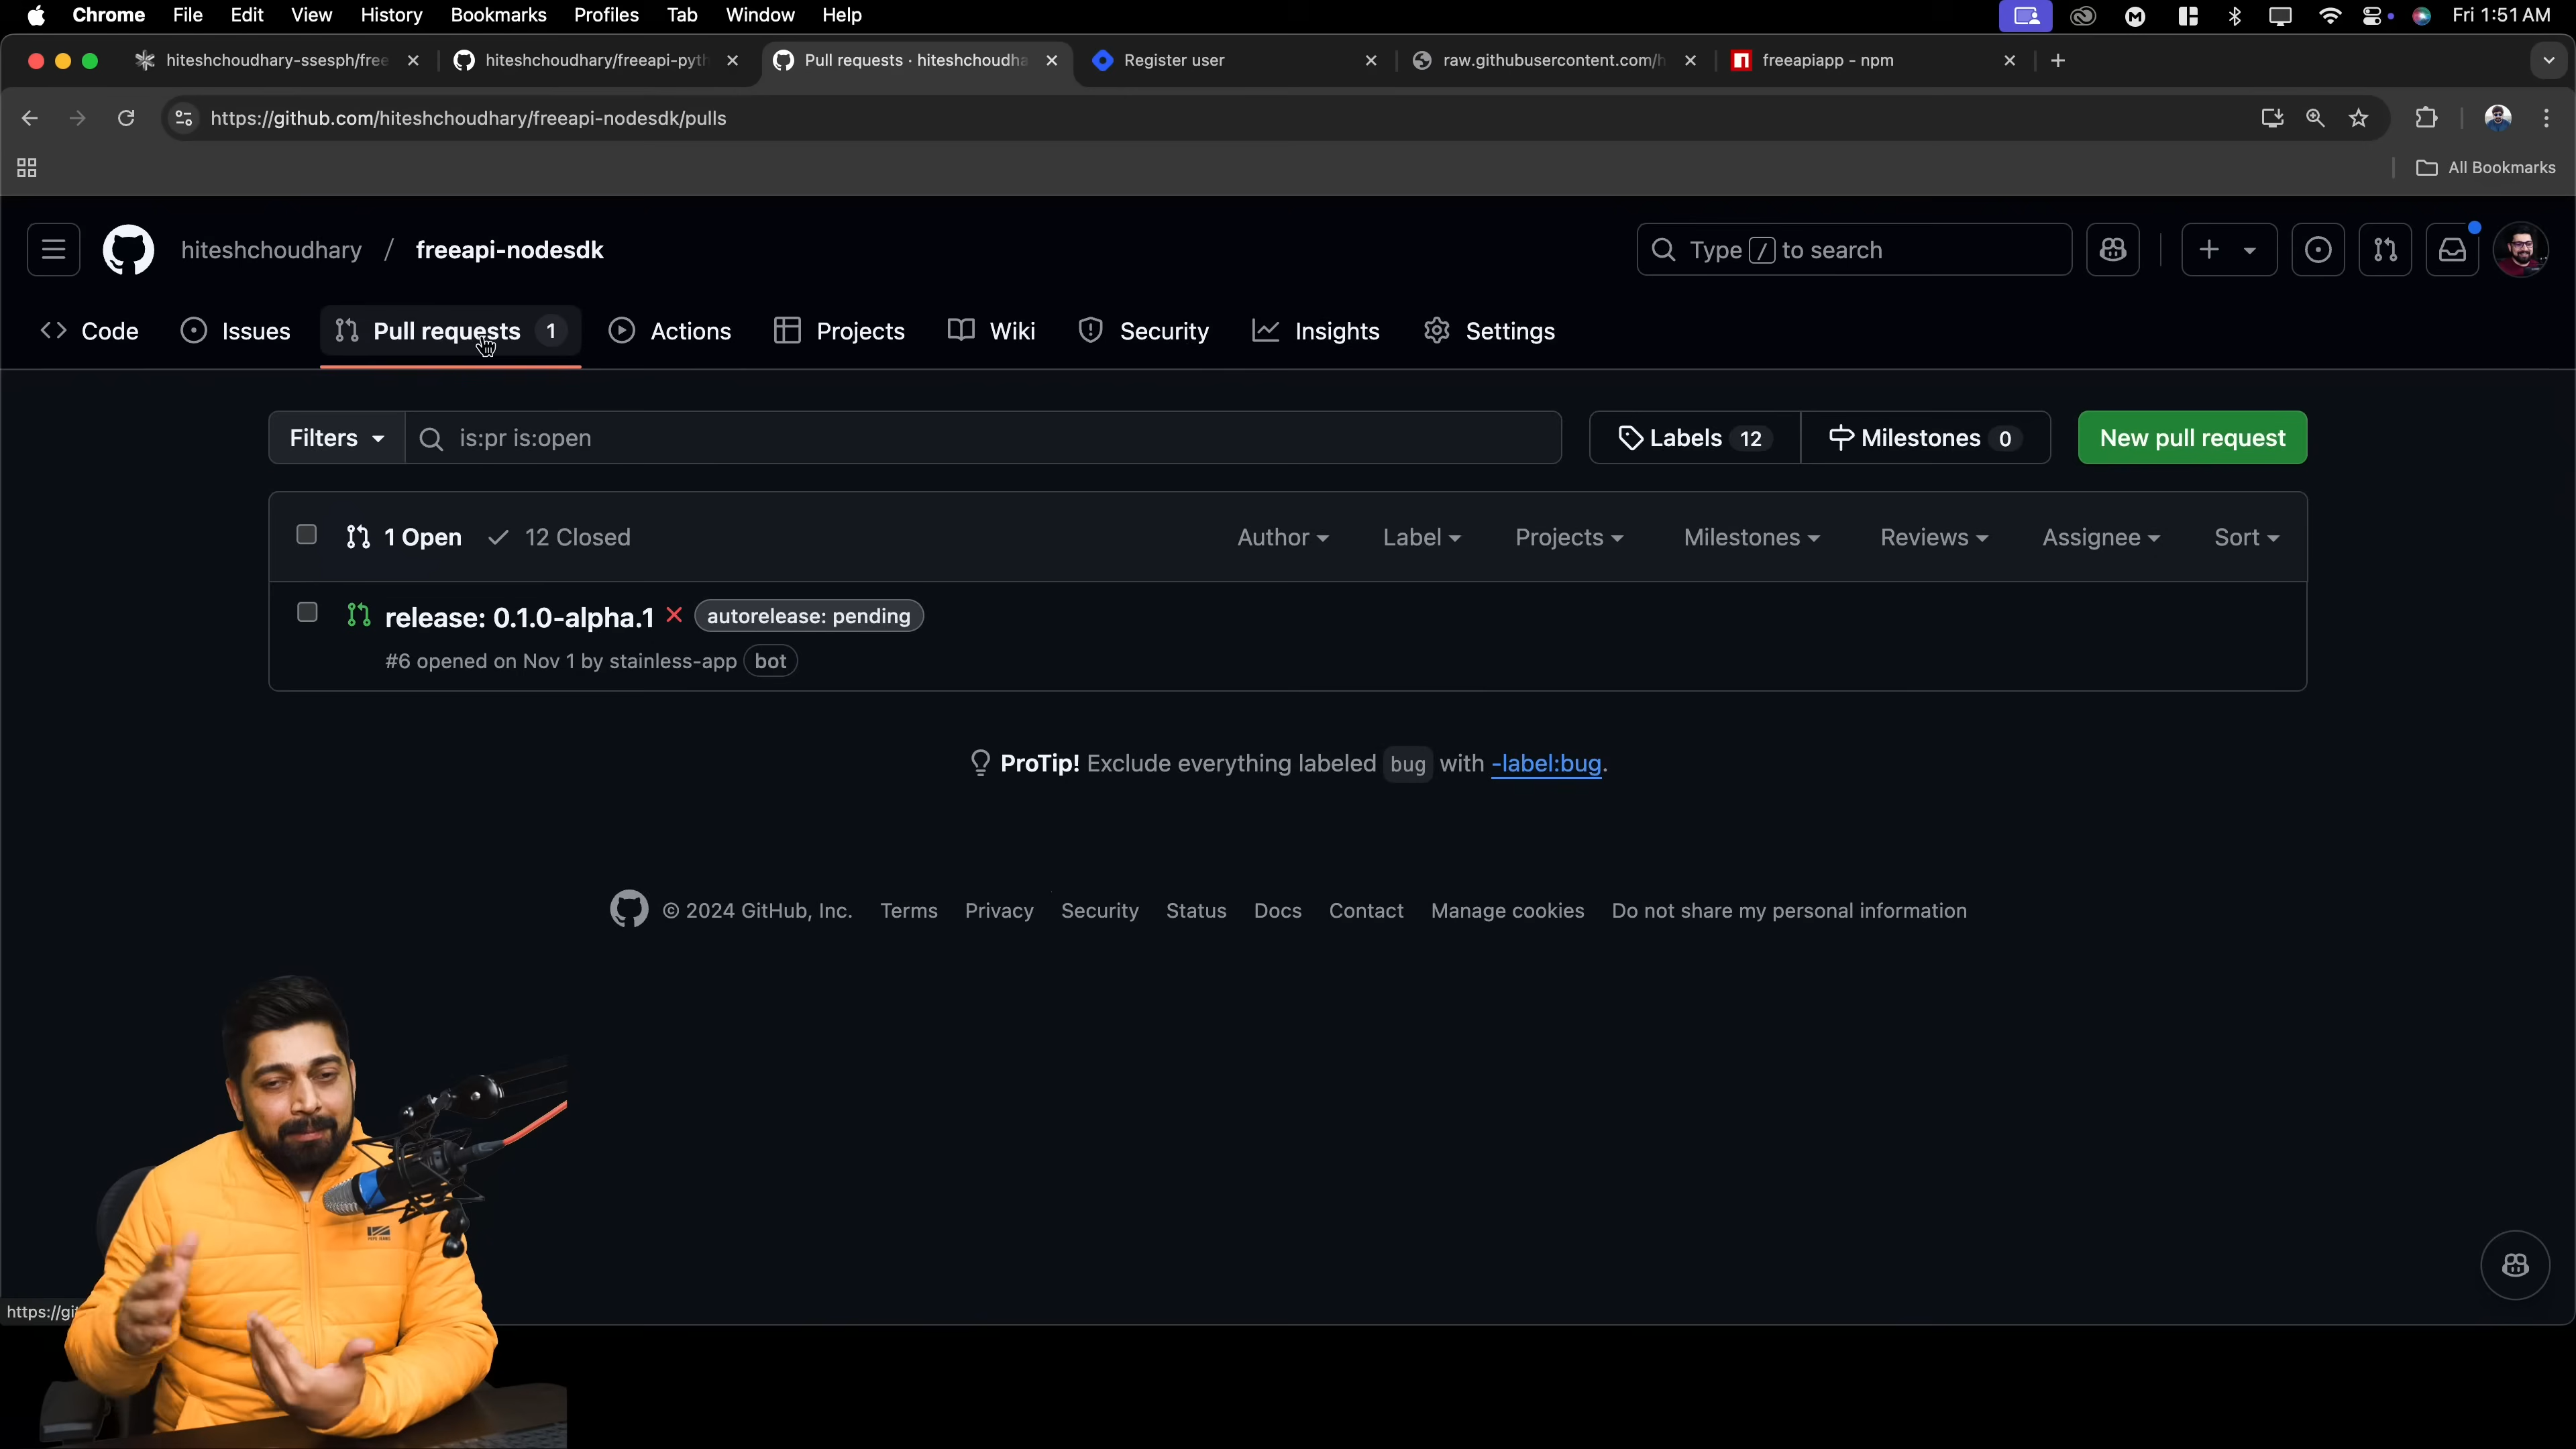 Chrome File Edit View History Bookmarks Profiles Tab Window Help Fri 1:51 AM
hiteshchoudhary-ssesph/free hiteshchoudhary/freeapi-pyth Pull requests · hiteshchoudha Register user raw.githubusercontent.com/h freeapiapp - npm
https://github.com/hiteshchoudhary/freeapi-nodesdk/pulls
All Bookmarks
hiteshchoudhary / freeapi-nodesdk Type / to search
Code Issues Pull requests 1 Actions Projects Wiki Security Insights Settings
Filters is:pr is:open Labels 12 Milestones 0 New pull request
1 Open 12 Closed Author Label Projects Milestones Reviews Assignee Sort
release: 0.1.0-alpha.1 autorelease: pending
#6 opened on Nov 1 by stainless-app bot
ProTip! Exclude everything labeled bug with -label:bug.
© 2024 GitHub, Inc. Terms Privacy Security Status Docs Contact Manage cookies Do not share my personal information
https://git